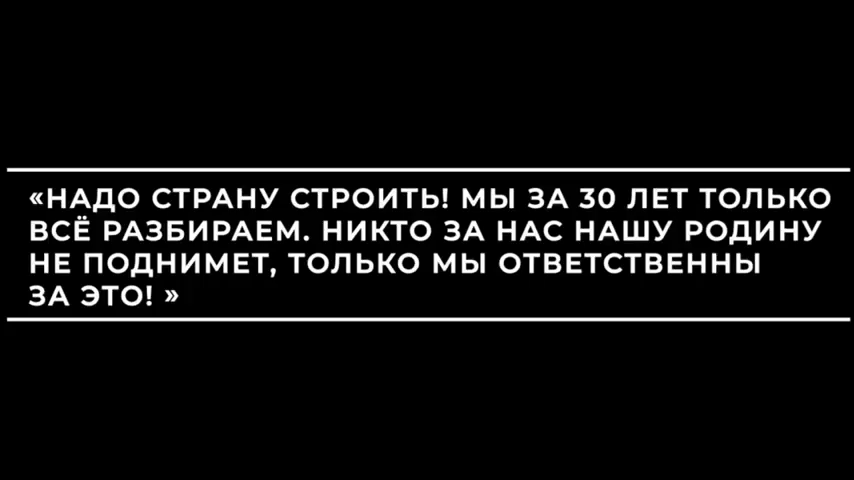 «НАДО СТРАНУ СТРОИТЬ! МЫ ЗА 30 ЛЕТ ТОЛЬКО
ВСЁ РАЗБИРАЕМ. НИКТО ЗА НАС НАШУ РОДИНУ
НЕ ПОДНИМЕТ, ТОЛЬКО МЫ ОТВЕТСТВЕННЫ
ЗА ЭТО! »